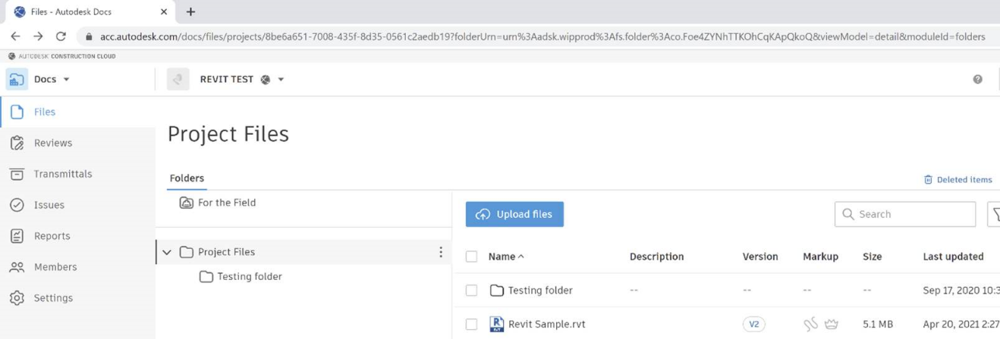 Files - Autodesk Docs
acc.autodesk.com/docs/files/projects/8be6a651-7008-435f-8d35-0561c2aedb19?folderUrn=urn%3Aadsk.wipprod%3Afs.folder%3Aco.Foe4ZYNhTTKOhCqKApQkoQ&viewModel=detail&moduleId=folders
AUTODESK CONSTRUCTION CLOUD
Docs REVIT TEST
Files
Reviews
Transmittals
Issues
Reports
Members
Settings
Project Files
Folders Deleted items
For the Field
Project Files
Testing folder
Upload files Search
Name Description Version Markup Size Last updated
Testing folder -- -- -- -- Sep 17, 2020 10:3
Revit Sample.rvt V2 5.1 MB Apr 20, 2021 2:27